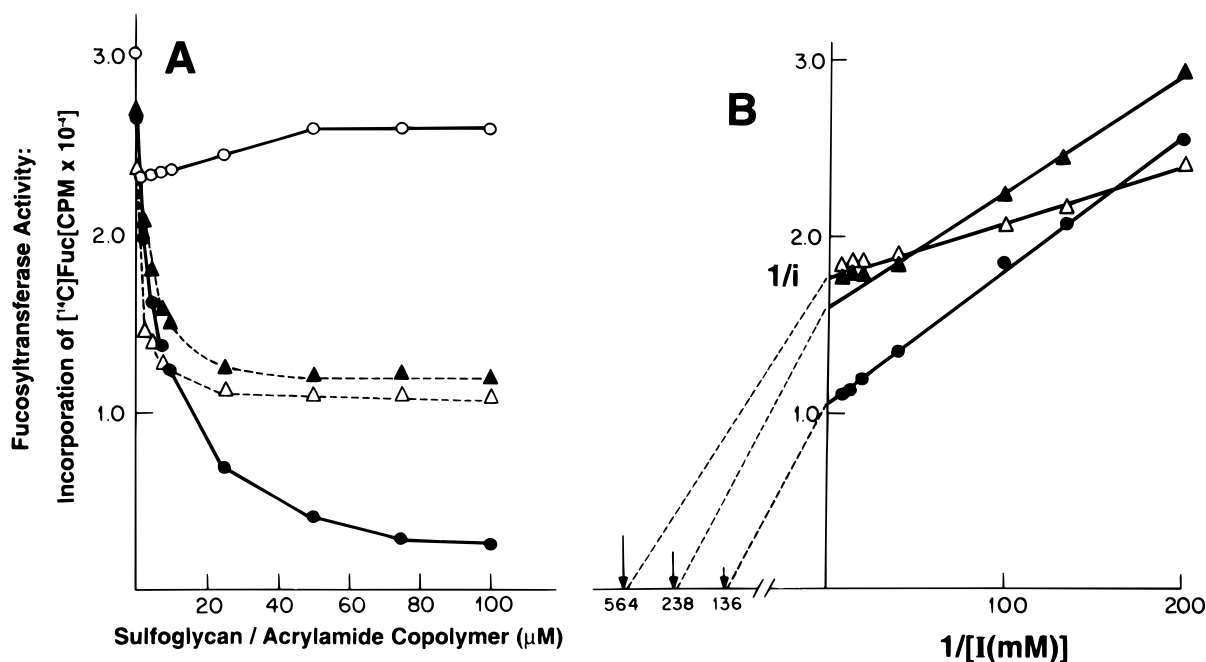 A
3.0
2.0
1.0
Fucosyltransferase Activity:
Incorporation of [¹⁴C]Fuc[CPM x 10⁻⁴]
20 40 60 80 100
Sulfoglycan / Acrylamide Copolymer (μM)
B
3.0
2.0
1/i
1.0
564 238 136
100 200
1/[I(mM)]